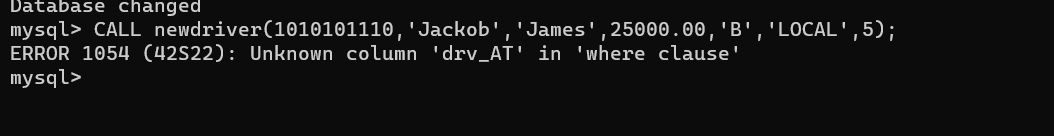 Database changed
mysql> CALL newdriver(1010101110,'Jackob','James',25000.00,'B','LOCAL',5);
ERROR 1054 (42S22): Unknown column 'drv_AT' in 'where clause'
mysql>